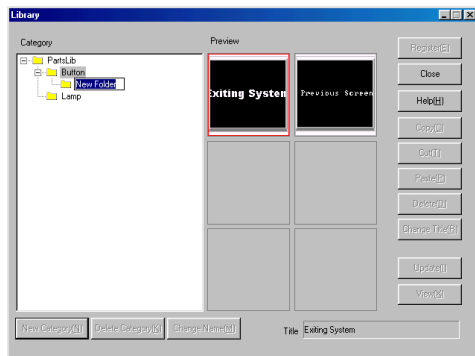 Library
Category
Preview
PartsLib
Button
New Folder
Lamp
Exiting System
Previous Screen
Register(E)
Close
Help(H)
Copy(C)
Cut(T)
Paste(P)
Delete(D)
Change Title(R)
Update(I)
View(X)
New Category(N)
Delete Category(K)
Change Name(M)
Title
Exiting System